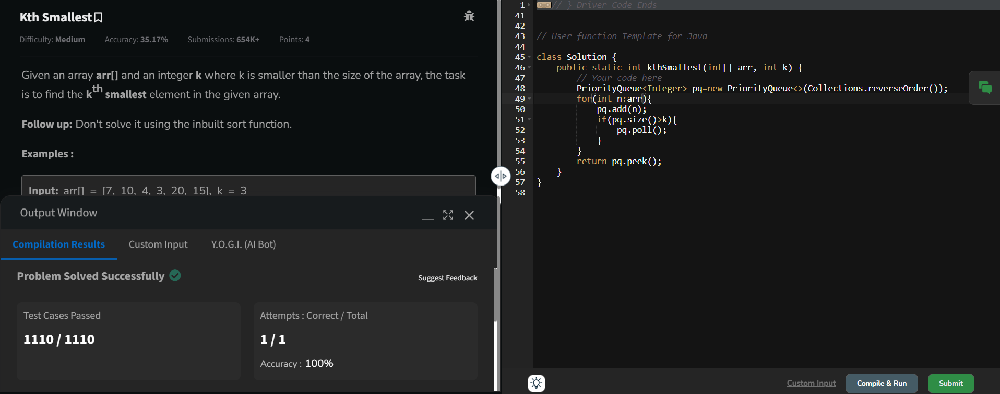 Kth Smallest
Difficulty: Medium Accuracy: 35.17% Submissions: 654K+ Points: 4
Given an array arr[] and an integer k where k is smaller than the size of the array, the task
is to find the kth smallest element in the given array.
Follow up: Don't solve it using the inbuilt sort function.
Examples :
Input: arr[] = [7, 10, 4, 3, 20, 15], k = 3
Output Window
Compilation Results Custom Input Y.O.G.I. (AI Bot)
Problem Solved Successfully
Suggest Feedback
Test Cases Passed
1110 / 1110
Attempts : Correct / Total
1 / 1
Accuracy : 100%
1 // } Driver Code Ends
41
42
43 // User function Template for Java
44
45 class Solution {
46 public static int kthSmallest(int[] arr, int k) {
47 // Your code here
48 PriorityQueue<Integer> pq=new PriorityQueue<>(Collections.reverseOrder());
49 for(int n:arr){
50 pq.add(n);
51 if(pq.size()>k){
52 pq.poll();
53 }
54 }
55 return pq.peek();
56 }
57 }
58
Custom Input Compile & Run Submit